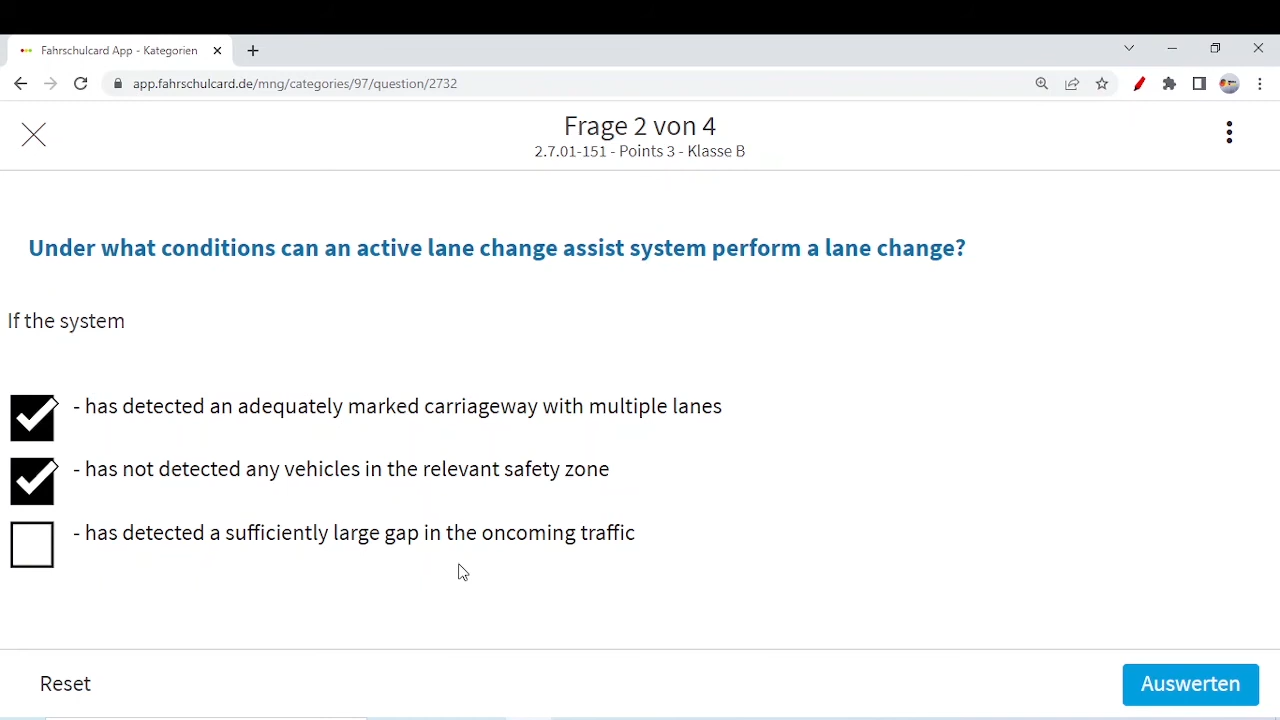 Fahrschulcard App - Kategorien
app.fahrschulcard.de/mng/categories/97/question/2732
Frage 2 von 4
2.7.01-151 - Points 3 - Klasse B
Under what conditions can an active lane change assist system perform a lane change?
If the system
- has detected an adequately marked carriageway with multiple lanes
- has not detected any vehicles in the relevant safety zone
- has detected a sufficiently large gap in the oncoming traffic
Reset
Auswerten